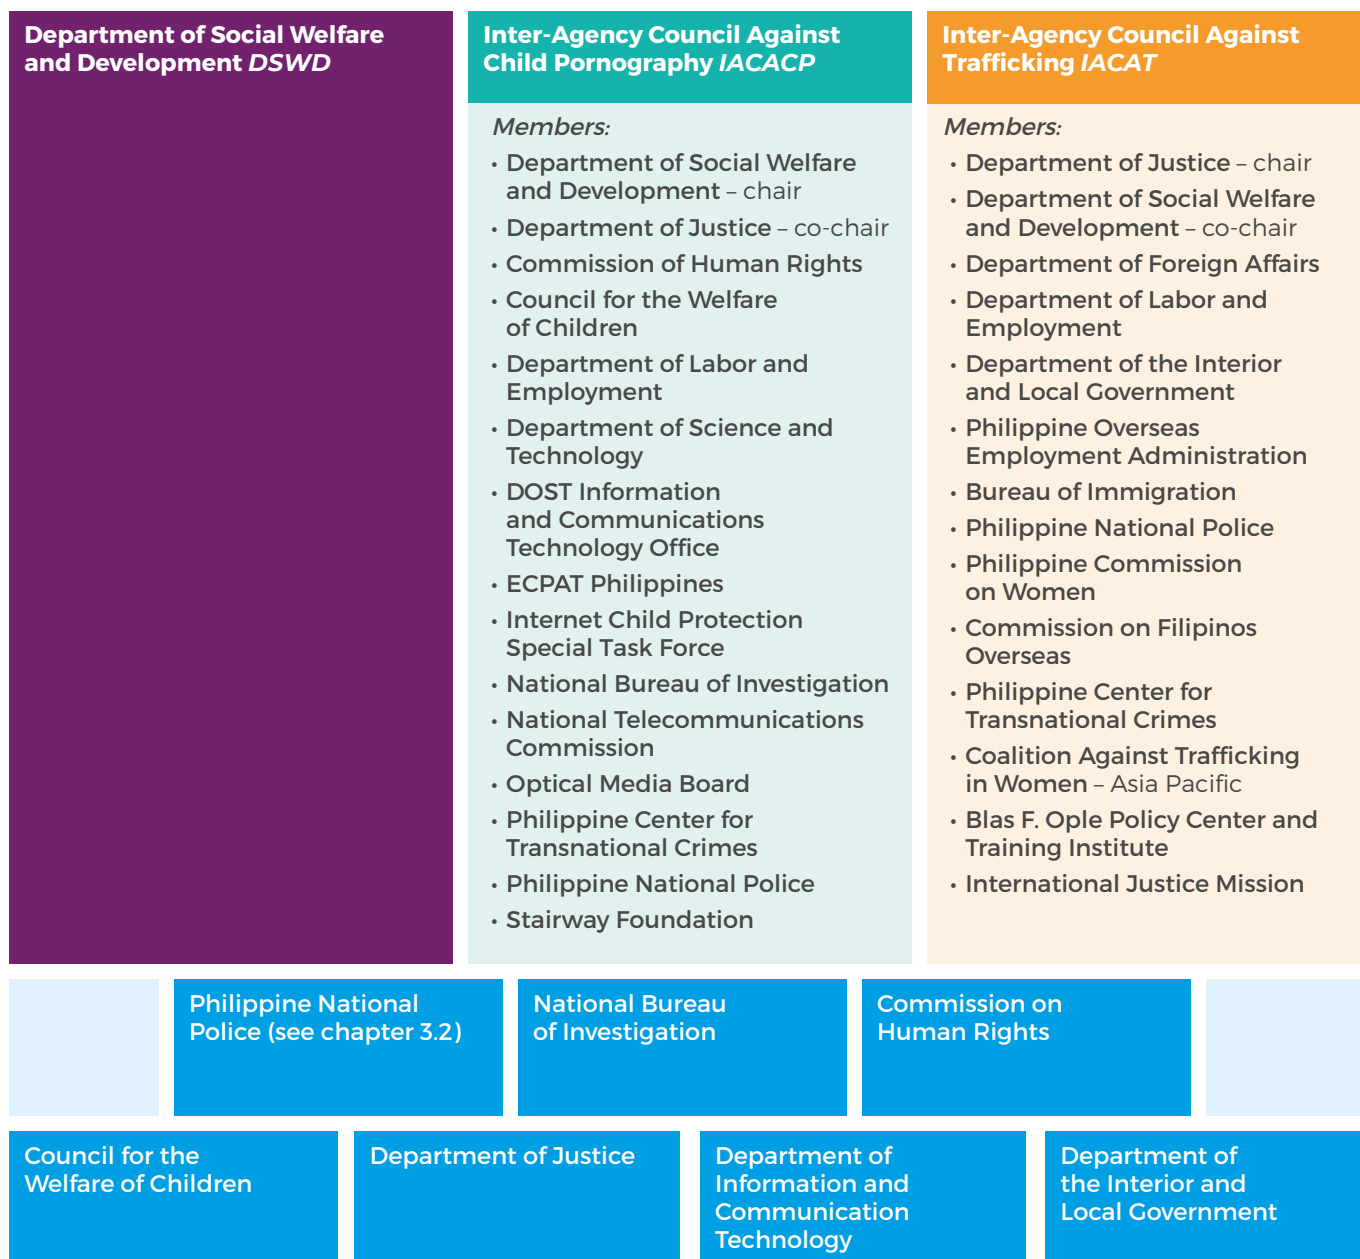 Department of Social Welfare
and Development DSWD
Inter-Agency Council Against
Child Pornography IACACP
Members:
• Department of Social Welfare
and Development – chair
• Department of Justice – co-chair
• Commission of Human Rights
• Council for the Welfare
of Children
• Department of Labor and
Employment
• Department of Science and
Technology
• DOST Information
and Communications
Technology Office
• ECPAT Philippines
• Internet Child Protection
Special Task Force
• National Bureau of Investigation
• National Telecommunications
Commission
• Optical Media Board
• Philippine Center for
Transnational Crimes
• Philippine National Police
• Stairway Foundation
Inter-Agency Council Against
Trafficking IACAT
Members:
• Department of Justice – chair
• Department of Social Welfare
and Development – co-chair
• Department of Foreign Affairs
• Department of Labor and
Employment
• Department of the Interior
and Local Government
• Philippine Overseas
Employment Administration
• Bureau of Immigration
• Philippine National Police
• Philippine Commission
on Women
• Commission on Filipinos
Overseas
• Philippine Center for
Transnational Crimes
• Coalition Against Trafficking
in Women – Asia Pacific
• Blas F. Ople Policy Center and
Training Institute
• International Justice Mission
Philippine National
Police (see chapter 3.2)
National Bureau
of Investigation
Commission on
Human Rights
Council for the
Welfare of Children
Department of Justice
Department of
Information and
Communication
Technology
Department of
the Interior and
Local Government